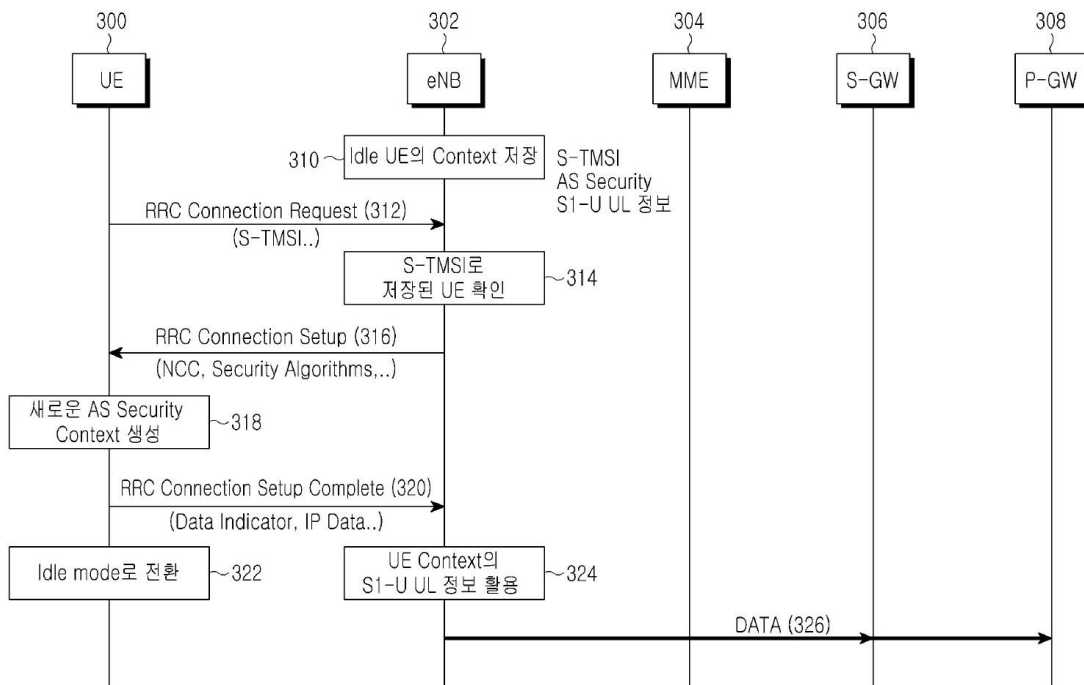 300
302
304
306
308
UE
eNB
MME
S-GW
P-GW
310
Idle UE의 Context 저장
S-TMSI
AS Security
S1-U UL 정보
RRC Connection Request (312)
(S-TMSI..)
S-TMSI로
저장된 UE 확인
314
RRC Connection Setup (316)
(NCC, Security Algorithms,..)
새로운 AS Security
Context 생성
318
RRC Connection Setup Complete (320)
(Data Indicator, IP Data..)
Idle mode로 전환
322
UE Context의
S1-U UL 정보 활용
324
DATA (326)